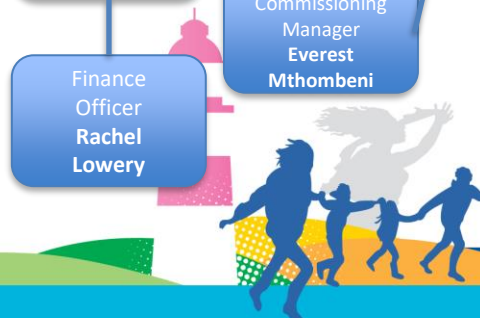 Commissioning
Manager
Everest
Mthombeni
Finance
Officer
Rachel
Lowery